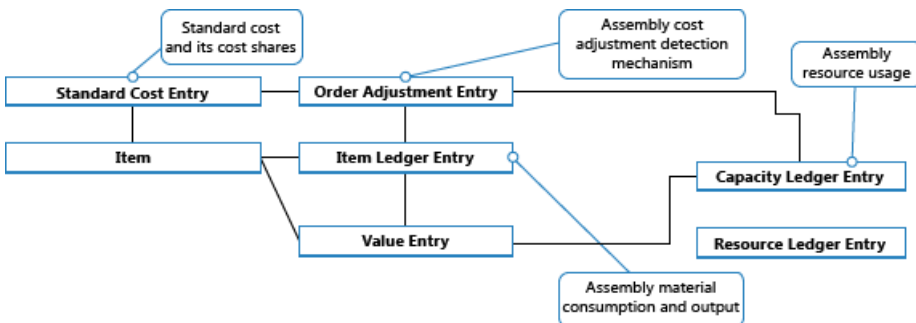 Standard cost
and its cost shares
Assembly cost
adjustment detection
mechanism
Assembly
resource usage
Standard Cost Entry
Order Adjustment Entry
Item
Item Ledger Entry
Capacity Ledger Entry
Value Entry
Resource Ledger Entry
Assembly material
consumption and output